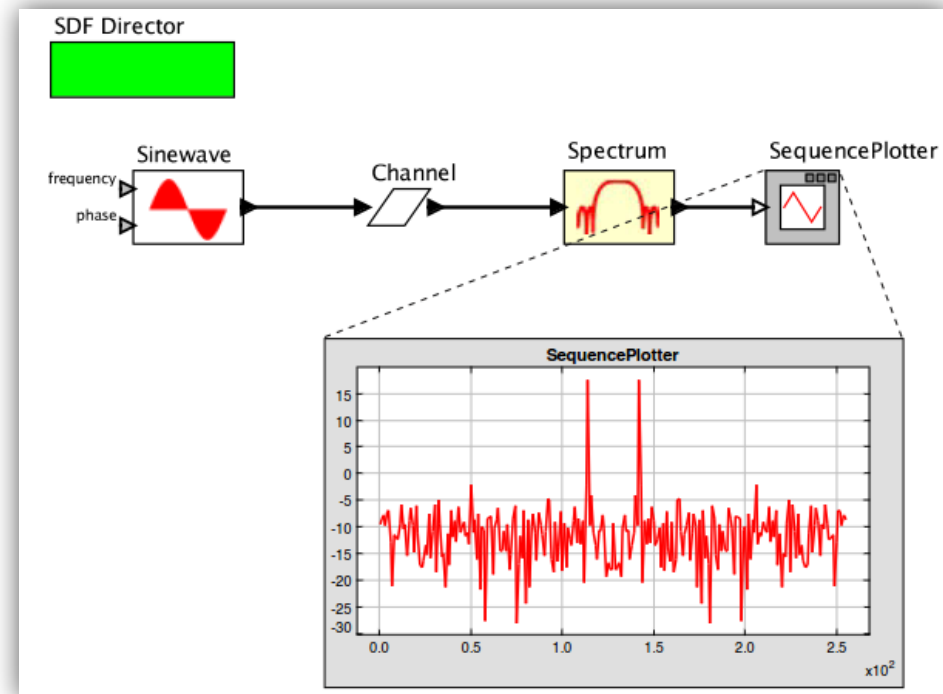 SDF Director
Sinewave
Channel
Spectrum
SequencePlotter
frequency
phase
SequencePlotter
15
10
5
0
-5
-10
-15
-20
-25
-30
0.0 0.5 1.0 1.5 2.0 2.5
x10²